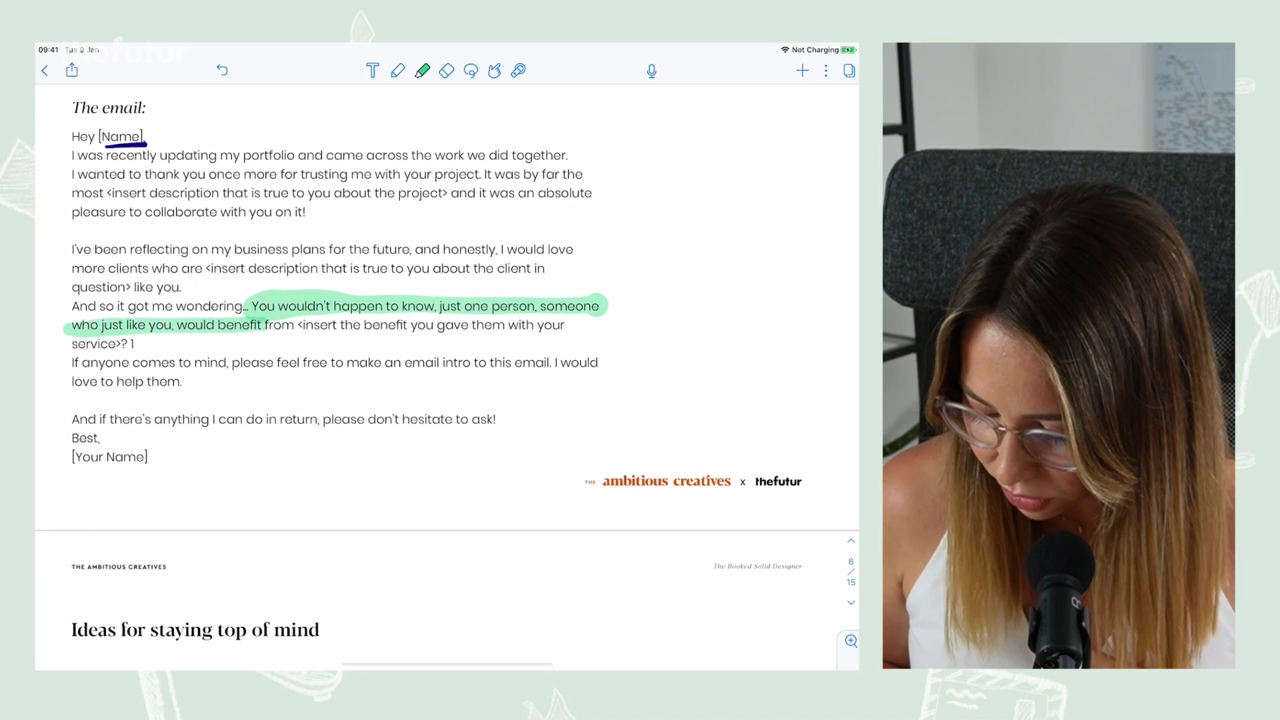 thefutur
09:41 Tue 9 Jan
Not Charging
The email:
Hey [Name],
I was recently updating my portfolio and came across the work we did together.
I wanted to thank you once more for trusting me with your project. It was by far the
most <insert description that is true to you about the project> and it was an absolute
pleasure to collaborate with you on it!
I've been reflecting on my business plans for the future, and honestly, I would love
more clients who are <insert description that is true to you about the client in
question> like you.
And so it got me wondering... You wouldn't happen to know, just one person, someone
who just like you, would benefit from <insert the benefit you gave them with your
service>? 1
If anyone comes to mind, please feel free to make an email intro to this email. I would
love to help them.
And if there's anything I can do in return, please don't hesitate to ask!
Best,
[Your Name]
THE ambitious creatives x thefutur
8
/
15
THE AMBITIOUS CREATIVES
The Booked Solid Designer
Ideas for staying top of mind